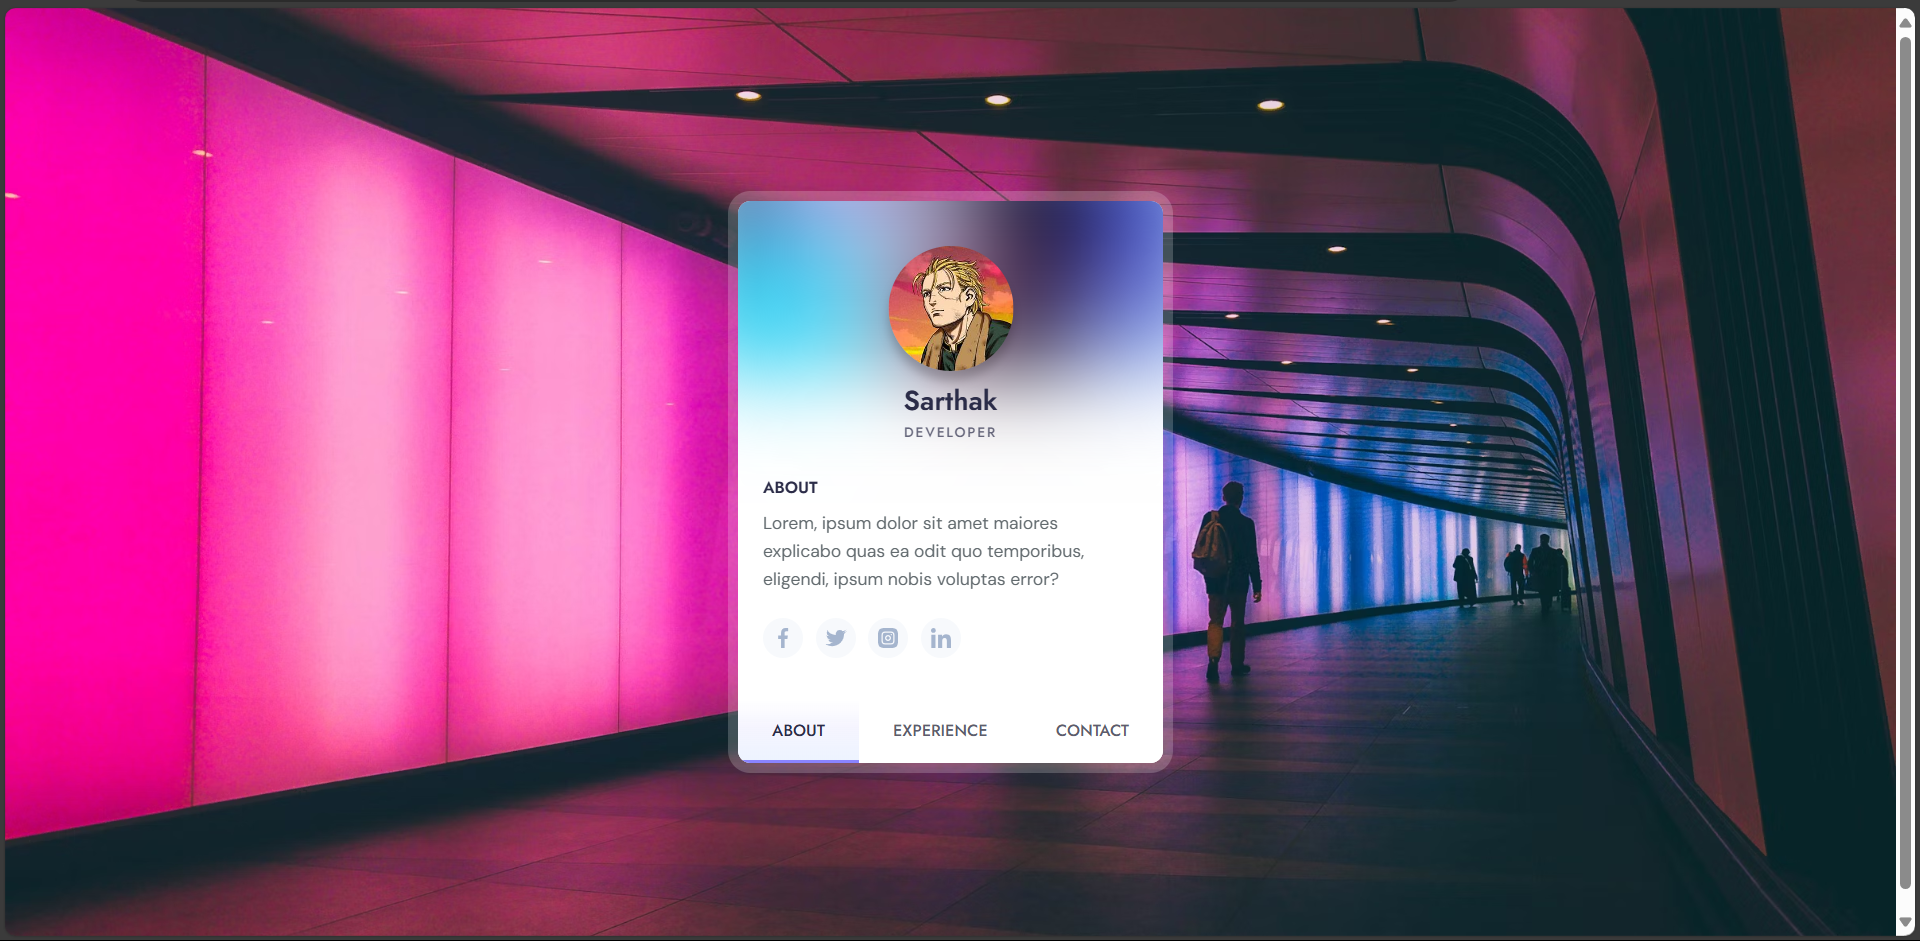 Sarthak
DEVELOPER
ABOUT
Lorem, ipsum dolor sit amet maiores
explicabo quas ea odit quo temporibus,
eligendi, ipsum nobis voluptas error?
ABOUT EXPERIENCE CONTACT